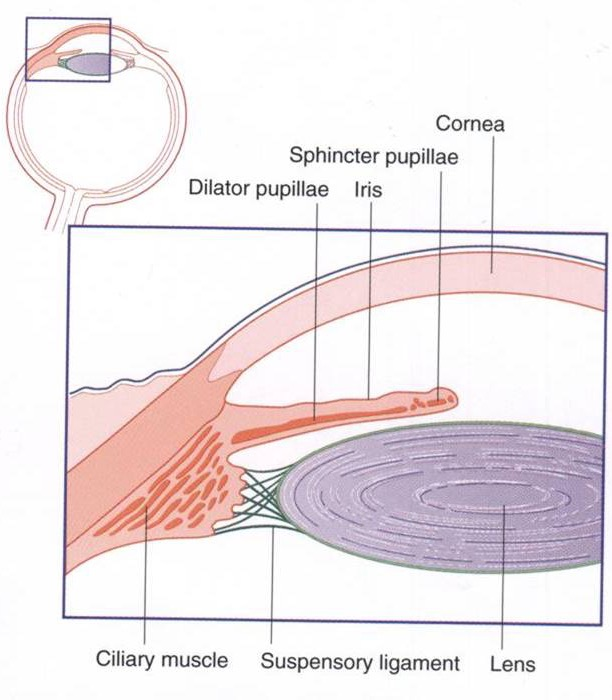 Cornea
Sphincter pupillae
Dilator pupillae
Iris
Ciliary muscle
Suspensory ligament
Lens